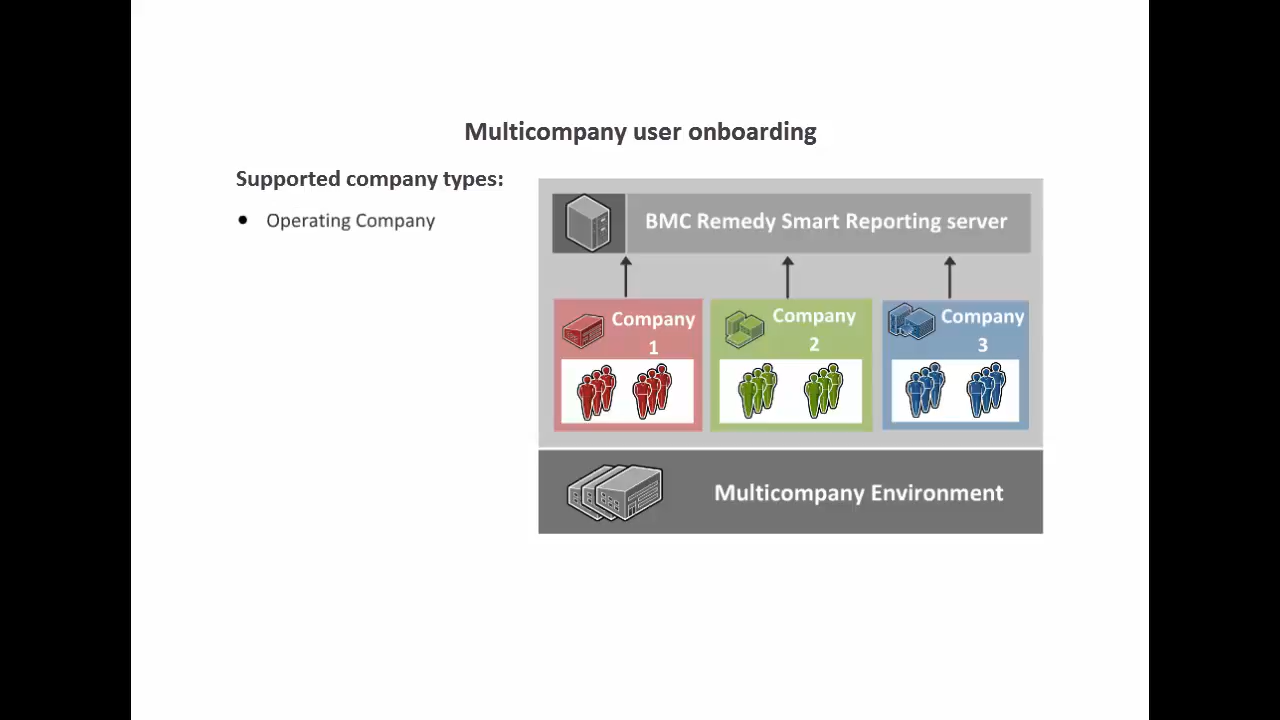 Multicompany user onboarding
Supported company types:
● Operating Company
BMC Remedy Smart Reporting server
Company
1
Company
2
Company
3
Multicompany Environment